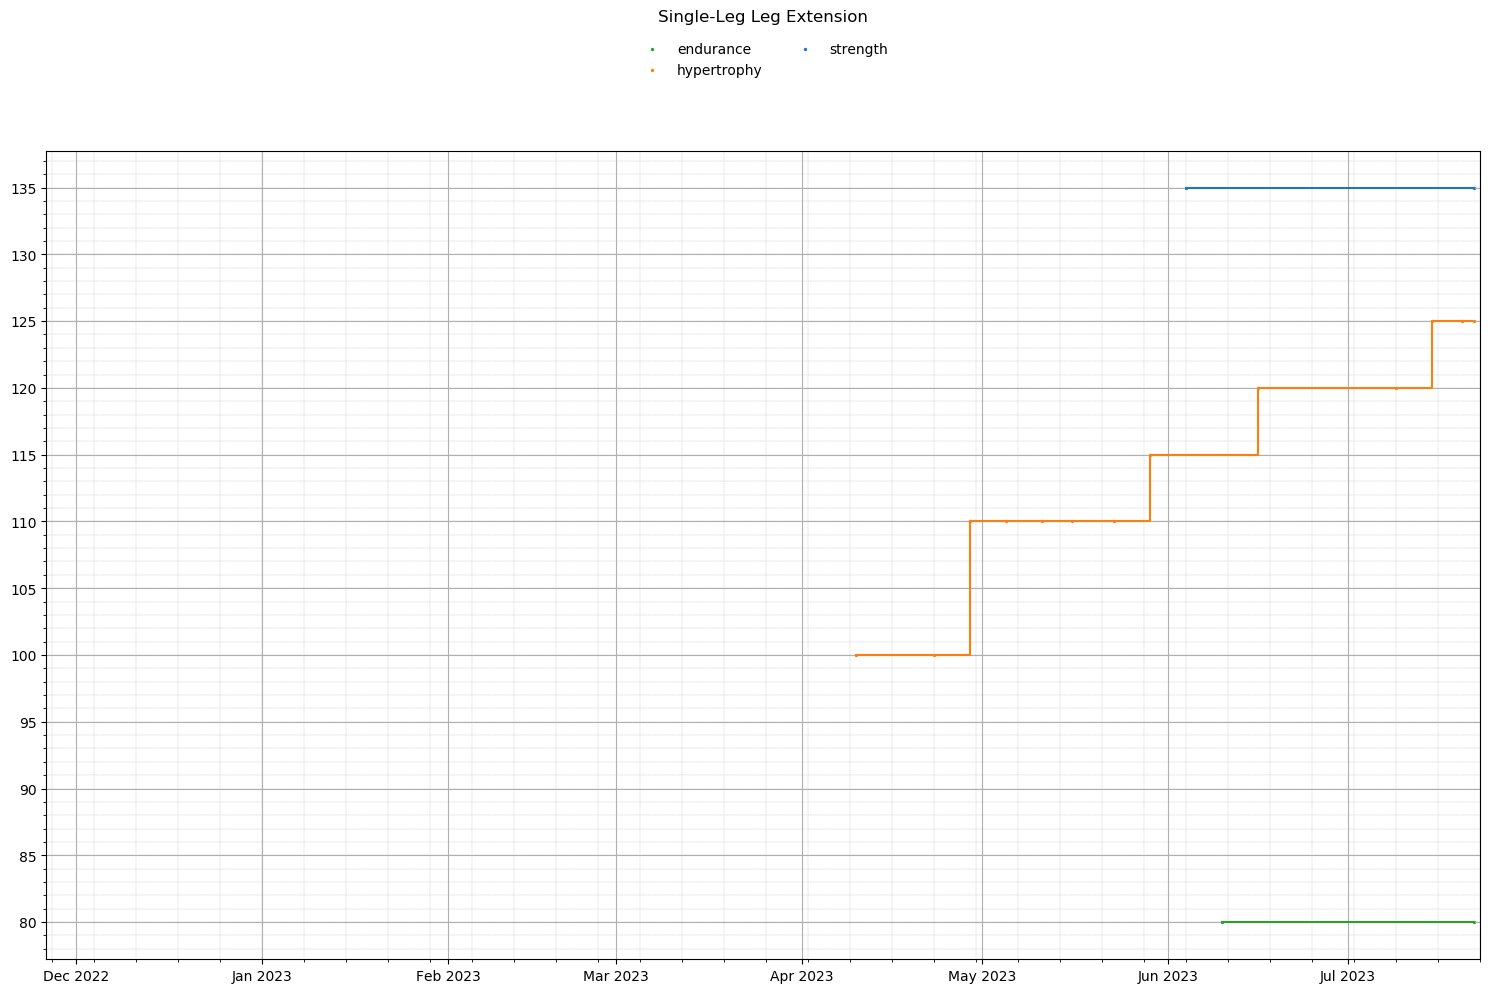 Single-Leg Leg Extension
endurance
hypertrophy
strength
135
130
125
120
115
110
105
100
95
90
85
80
Dec 2022
Jan 2023
Feb 2023
Mar 2023
Apr 2023
May 2023
Jun 2023
Jul 2023